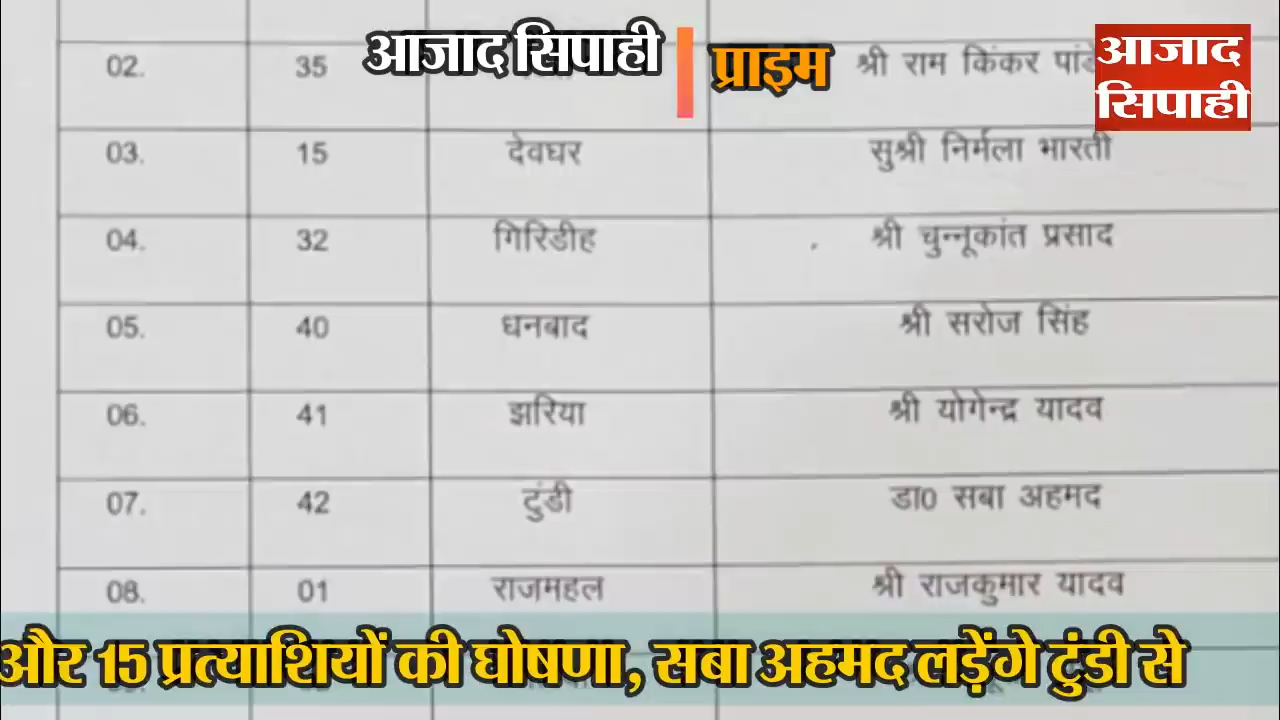 आजाद सिपाही | प्राइम
आजाद
सिपाही
02. 35 श्री राम किंकर
03. 15 देवघर सुश्री निर्मला भारती
04. 32 गिरिडीह श्री चुन्नूकांत प्रसाद
05. 40 धनबाद श्री सरोज सिंह
06. 41 झरिया श्री योगेन्द्र यादव
07. 42 टुंडी डा0 सबा अहमद
08. 01 राजमहल श्री राजकुमार यादव
और 15 प्रत्याशियों की घोषणा, सबा अहमद लड़ेंगे टुंडी से